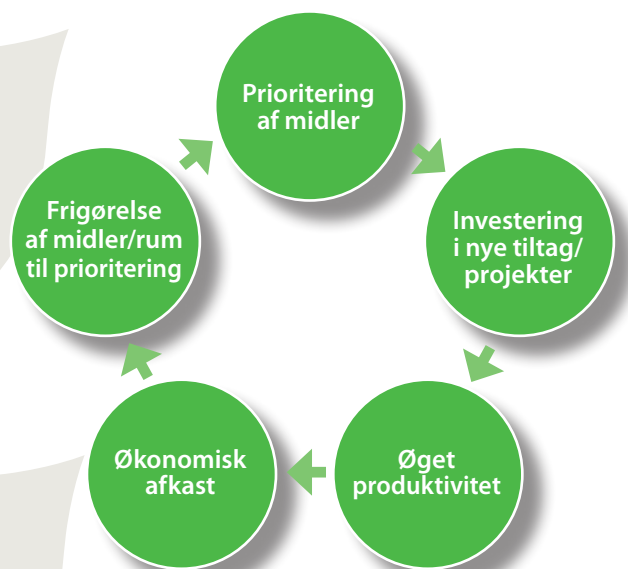 Prioritering
af midler
Investering
i nye tiltag/
projekter
Øget
produktivitet
Økonomisk
afkast
Frigørelse
af midler/rum
til prioritering